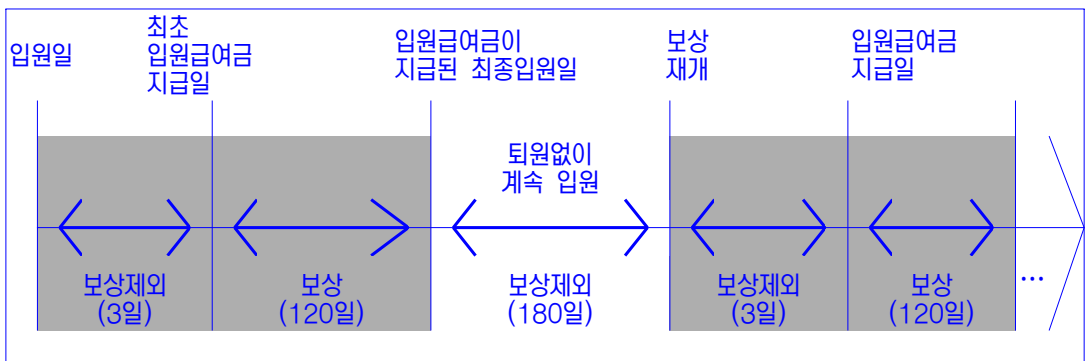 입원일
최초
입원급여금
지급일
입원급여금이
지급된 최종입원일
보상
재개
입원급여금
지급일
퇴원없이
계속 입원
보상제외
(3일)
보상
(120일)
보상제외
(180일)
보상제외
(3일)
보상
(120일)
...